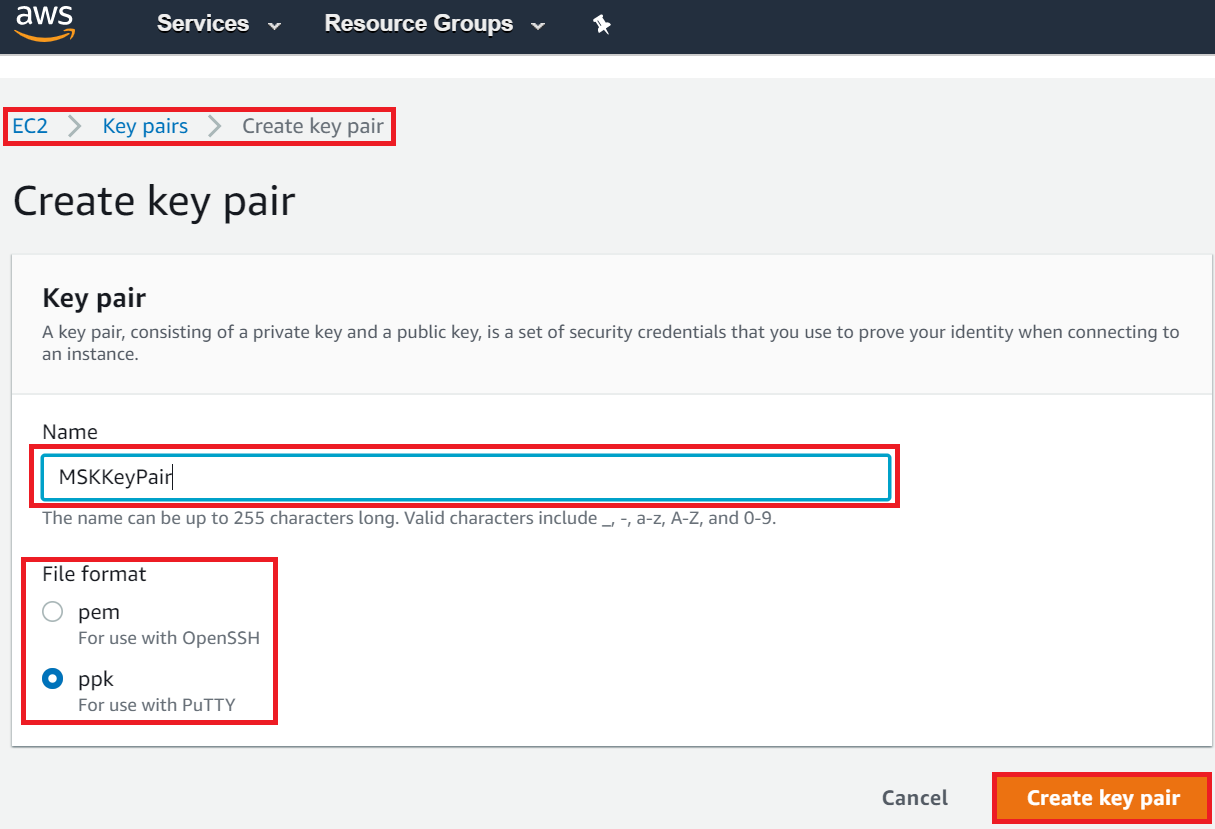 aws
Services
Resource Groups
EC2 Key pairs Create key pair
Create key pair
Key pair
A key pair, consisting of a private key and a public key, is a set of security credentials that you use to prove your identity when connecting to
an instance.
Name
MSKKeyPair
The name can be up to 255 characters long. Valid characters include _, -, a-z, A-Z, and 0-9.
File format
pem
For use with OpenSSH
ppk
For use with PuTTY
Cancel
Create key pair